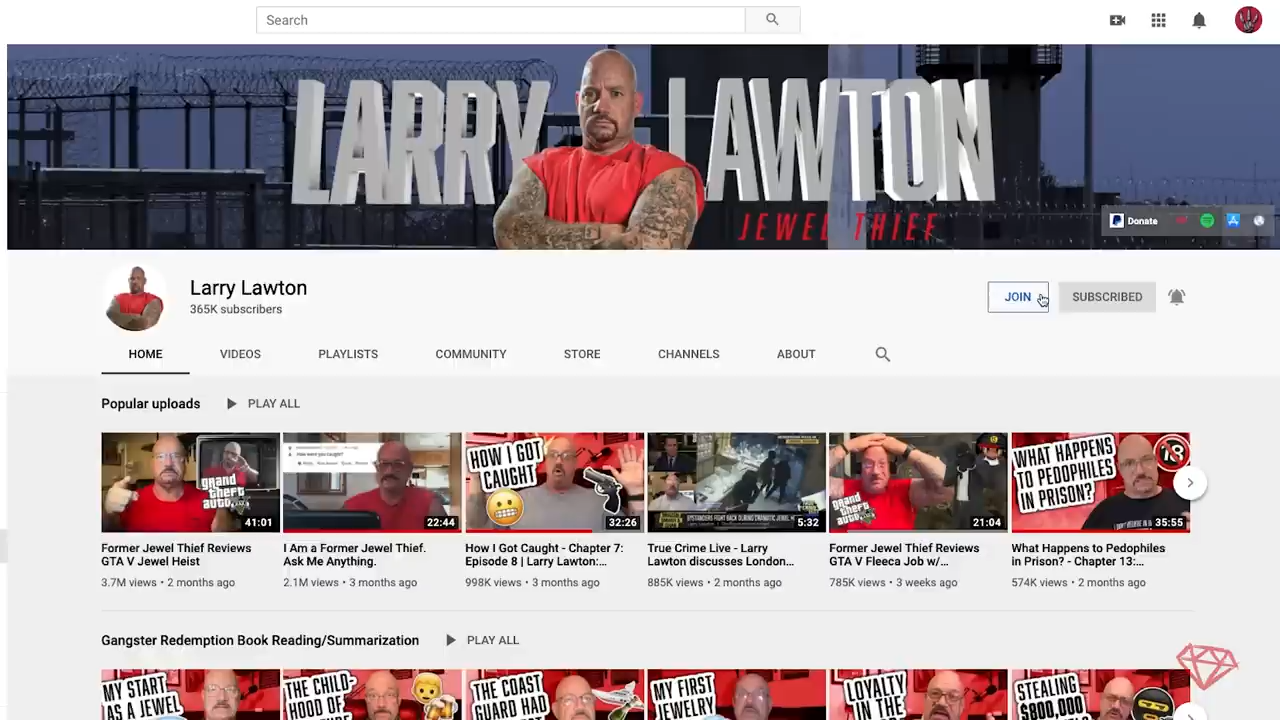 Search
LARRY LAWTON
JEWEL THIEF
Donate
Larry Lawton
365K subscribers
JOIN
SUBSCRIBED
HOME
VIDEOS
PLAYLISTS
COMMUNITY
STORE
CHANNELS
ABOUT
Popular uploads
PLAY ALL
grand
theft
auto
41:01
22:44
HOW I GOT
CAUGHT
32:26
5:32
grand
theft
auto
21:04
WHAT HAPPENS
TO PEDOPHILES
IN PRISON?
18
35:55
Former Jewel Thief Reviews
GTA V Jewel Heist
3.7M views • 2 months ago
I Am a Former Jewel Thief.
Ask Me Anything.
2.1M views • 3 months ago
How I Got Caught - Chapter 7:
Episode 8 | Larry Lawton:...
998K views • 3 months ago
True Crime Live - Larry
Lawton discusses London...
885K views • 2 months ago
Former Jewel Thief Reviews
GTA V Fleeca Job w/...
785K views • 3 weeks ago
What Happens to Pedophiles
in Prison? - Chapter 13:...
574K views • 2 months ago
Gangster Redemption Book Reading/Summarization
PLAY ALL
MY START
AS A JEWEL
THE CHILD-
HOOD OF
THE COAST
GUARD HAD
MY FIRST
JEWELRY
LOYALTY
IN THE
STEALING
$800,000